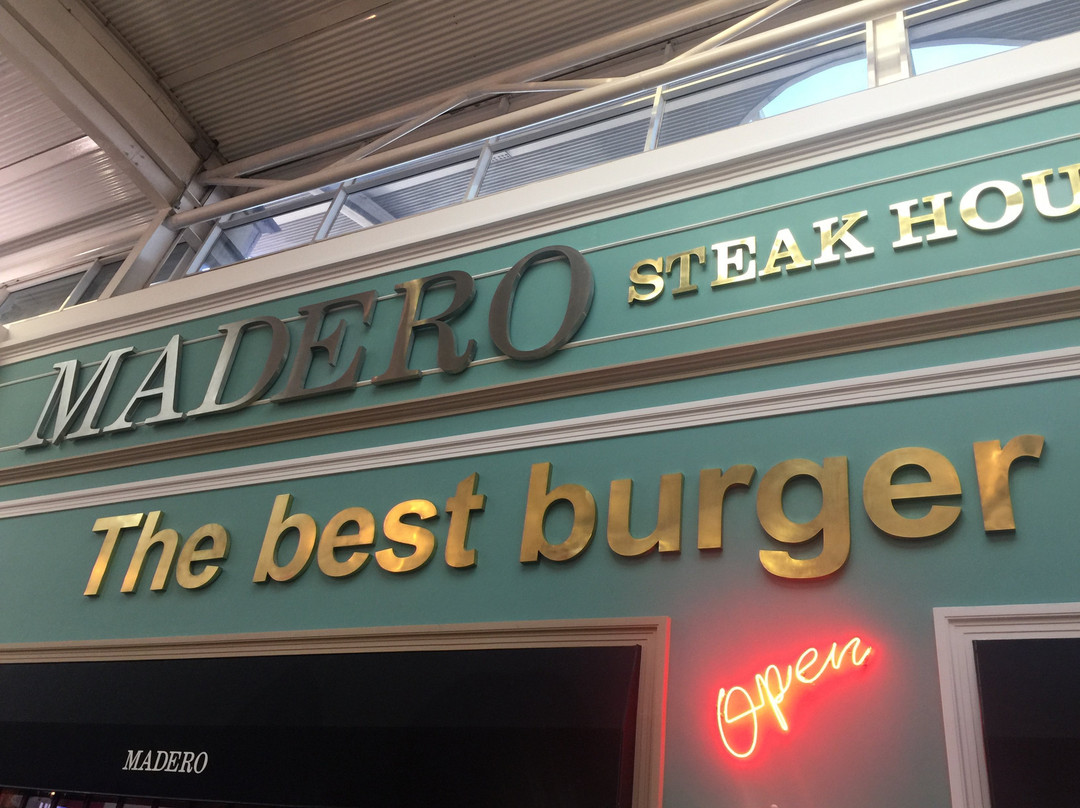 MADERO STEAK HOU
The best burger
Open
MADERO